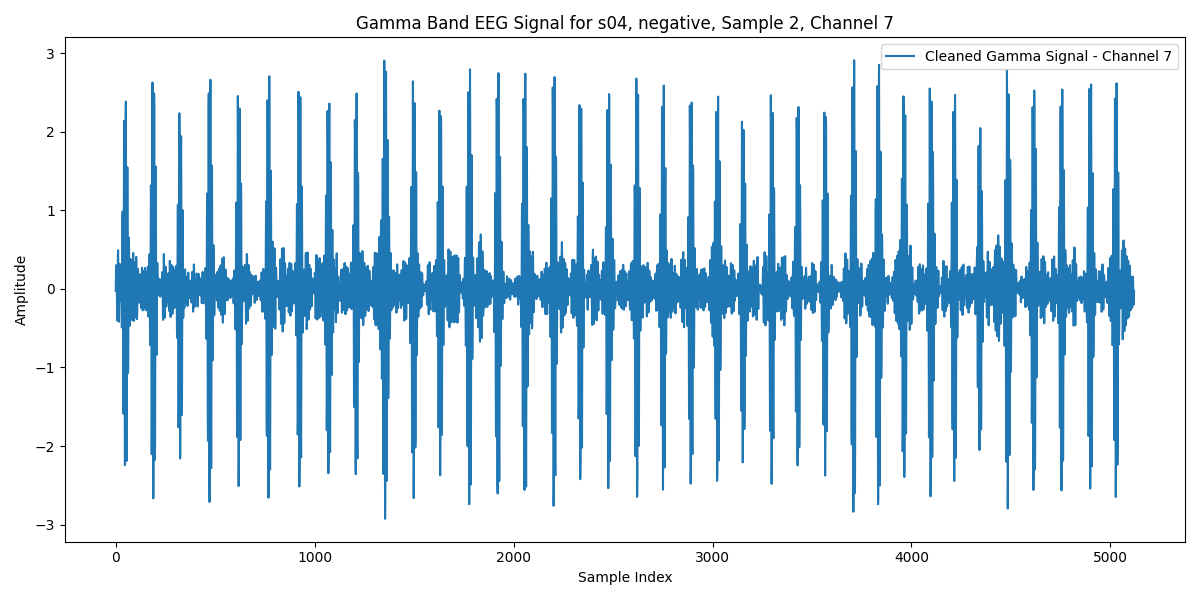 Gamma Band EEG Signal for s04, negative, Sample 2, Channel 7
Cleaned Gamma Signal - Channel 7
3
2
1
0
−1
−2
−3
Amplitude
0 1000 2000 3000 4000 5000
Sample Index